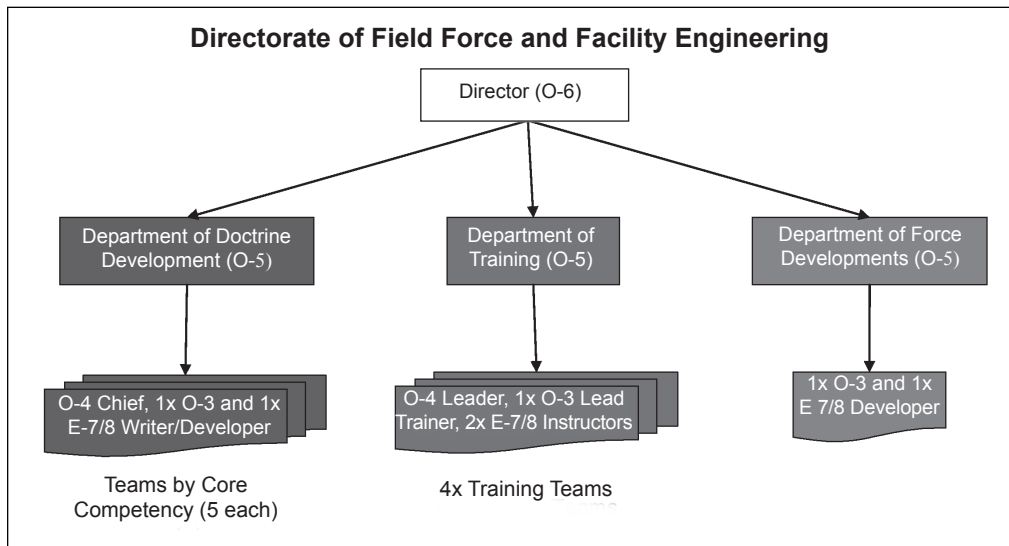 Directorate of Field Force and Facility Engineering
Director (O-6)
Department of Doctrine
Development (O-5)
Department of
Training (O-5)
Department of Force
Developments (O-5)
O-4 Chief, 1x O-3 and 1x
E-7/8 Writer/Developer
O-4 Leader, 1x O-3 Lead
Trainer, 2x E-7/8 Instructors
1x O-3 and 1x
E 7/8 Developer
Teams by Core
Competency (5 each)
4x Training Teams